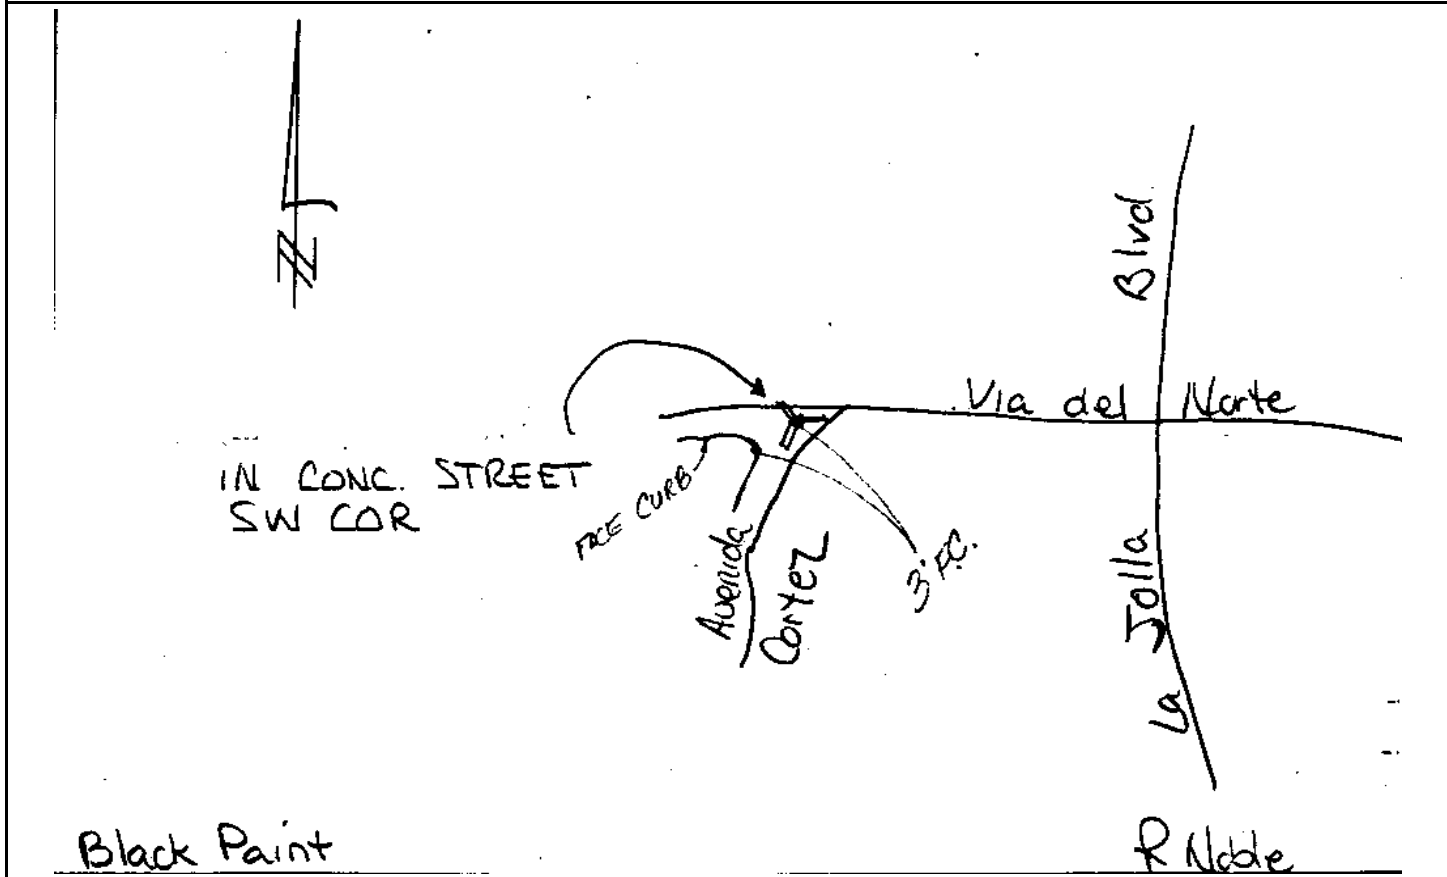 N
Blvd.
Via del Norte
IN CONC. STREET
SW COR
FACE CURB
Avenida
Cortez
3' F.C.
La Jolla
Black Paint
R Noble